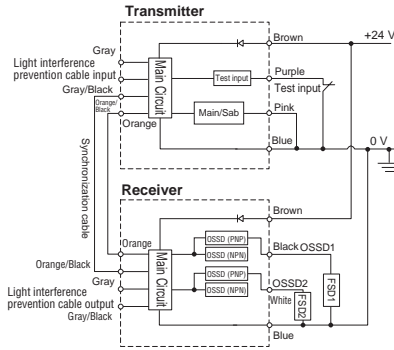 Transmitter
Brown
+24 V
Gray
Light interference
prevention cable input
Gray/Black
Orange/
Black
Orange
Main Circuit
Test input
Purple
Test input
Main/Sab
Pink
Blue
0 V
Synchronization cable
Receiver
Brown
Orange
Orange/Black
Gray
Light interference
prevention cable output
Gray/Black
Main Circuit
OSSD (PNP)
OSSD (NPN)
OSSD (PNP)
OSSD (NPN)
Black OSSD1
OSSD2
White
FSD2
FSD1
Blue